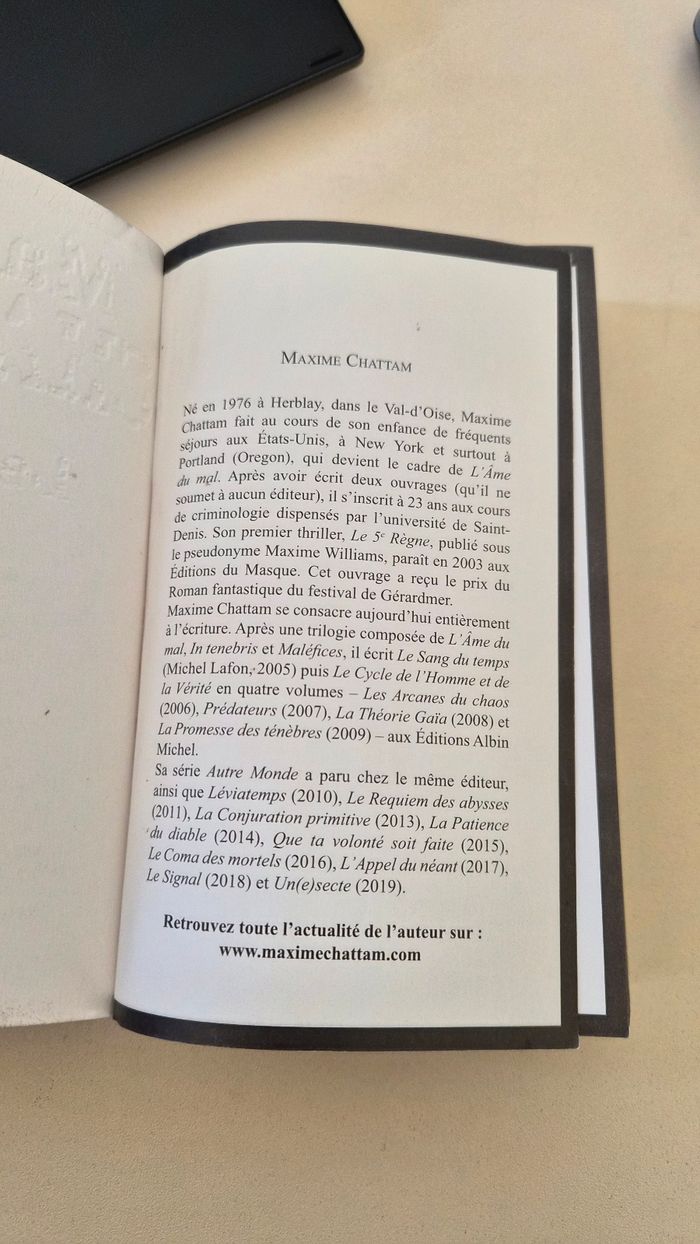 MAXIME CHATTAM
Né en 1976 à Herblay, dans le Val-d'Oise, Maxime
Chattam fait au cours de son enfance de fréquents
séjours aux États-Unis, à New York et surtout à
Portland (Oregon), qui devient le cadre de L'Âme
du mal. Après avoir écrit deux ouvrages (qu'il ne
soumet à aucun éditeur), il s'inscrit à 23 ans aux cours
de criminologie dispensés par l'université de Saint-
Denis. Son premier thriller, Le 5e Règne, publié sous
le pseudonyme Maxime Williams, paraît en 2003 aux
Éditions du Masque. Cet ouvrage a reçu le prix du
Roman fantastique du festival de Gérardmer.
Maxime Chattam se consacre aujourd'hui entièrement
à l'écriture. Après une trilogie composée de L'Âme du
mal, In tenebris et Maléfices, il écrit Le Sang du temps
(Michel Lafon, 2005) puis Le Cycle de l'Homme et de
la Vérité en quatre volumes – Les Arcanes du chaos
(2006), Prédateurs (2007), La Théorie Gaïa (2008) et
La Promesse des ténèbres (2009) – aux Éditions Albin
Michel.
Sa série Autre Monde a paru chez le même éditeur,
ainsi que Léviatemps (2010), Le Requiem des abysses
(2011), La Conjuration primitive (2013), La Patience
du diable (2014), Que ta volonté soit faite (2015),
Le Coma des mortels (2016), L'Appel du néant (2017),
Le Signal (2018) et Un(e)secte (2019).
Retrouvez toute l'actualité de l'auteur sur :
www.maximechattam.com